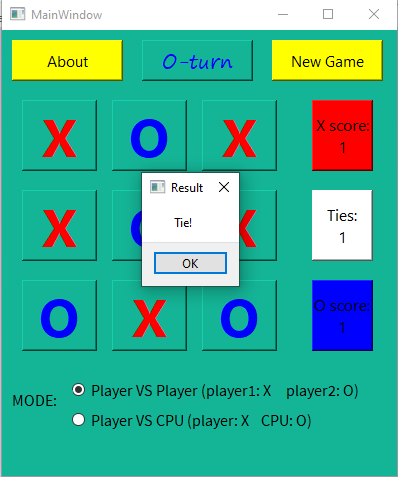 MainWindow
About
O-turn
New Game
X O X
X score:
1
Result
Tie!
OK
X O X
Ties:
1
O X O
O score:
1
MODE:
Player VS Player (player1: X player2: O)
Player VS CPU (player: X CPU: O)